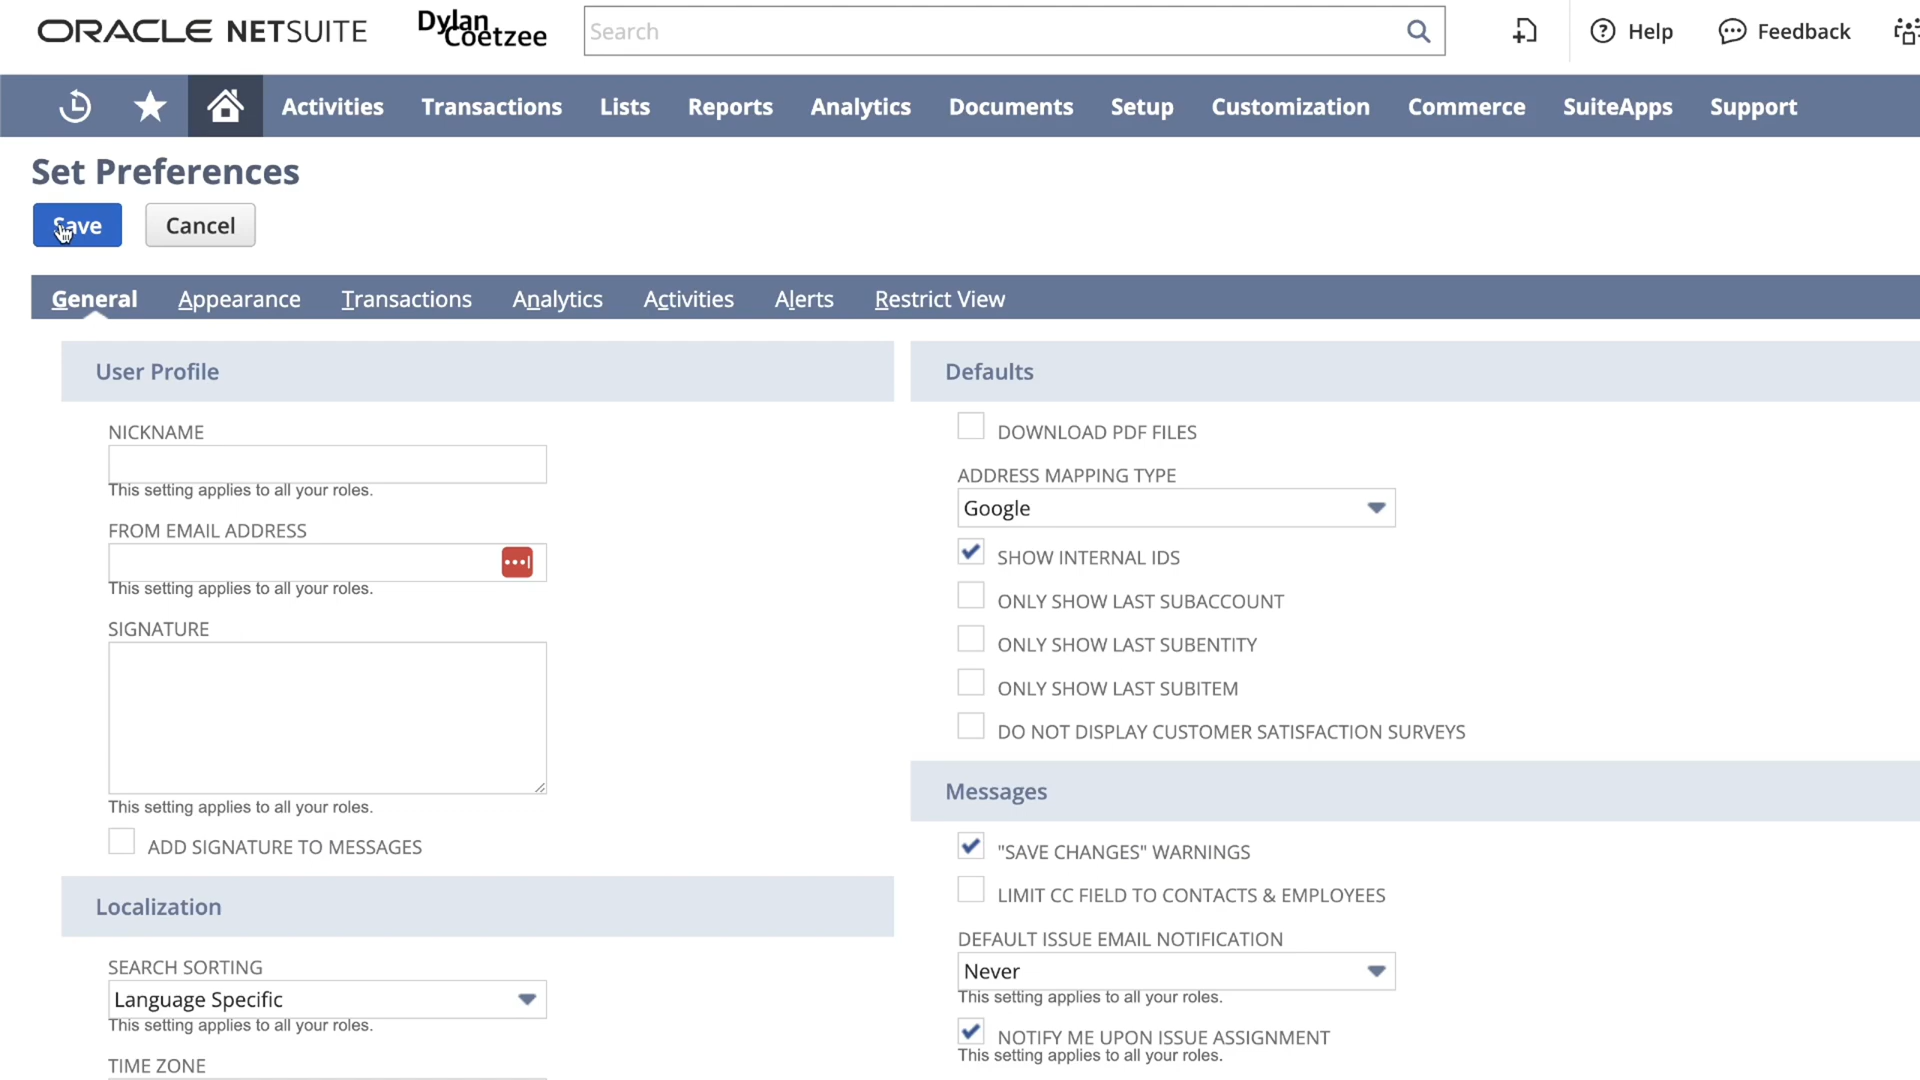 ORACLE NETSUITE
Dylan
Coetzee
Search
Help
Feedback
Activities
Transactions
Lists
Reports
Analytics
Documents
Setup
Customization
Commerce
SuiteApps
Support
Set Preferences
Save
Cancel
General
Appearance
Transactions
Analytics
Activities
Alerts
Restrict View
User Profile
NICKNAME
This setting applies to all your roles.
FROM EMAIL ADDRESS
This setting applies to all your roles.
SIGNATURE
This setting applies to all your roles.
ADD SIGNATURE TO MESSAGES
Localization
SEARCH SORTING
Language Specific
This setting applies to all your roles.
TIME ZONE
Defaults
DOWNLOAD PDF FILES
ADDRESS MAPPING TYPE
Google
SHOW INTERNAL IDS
ONLY SHOW LAST SUBACCOUNT
ONLY SHOW LAST SUBENTITY
ONLY SHOW LAST SUBITEM
DO NOT DISPLAY CUSTOMER SATISFACTION SURVEYS
Messages
"SAVE CHANGES" WARNINGS
LIMIT CC FIELD TO CONTACTS & EMPLOYEES
DEFAULT ISSUE EMAIL NOTIFICATION
Never
This setting applies to all your roles.
NOTIFY ME UPON ISSUE ASSIGNMENT
This setting applies to all your roles.